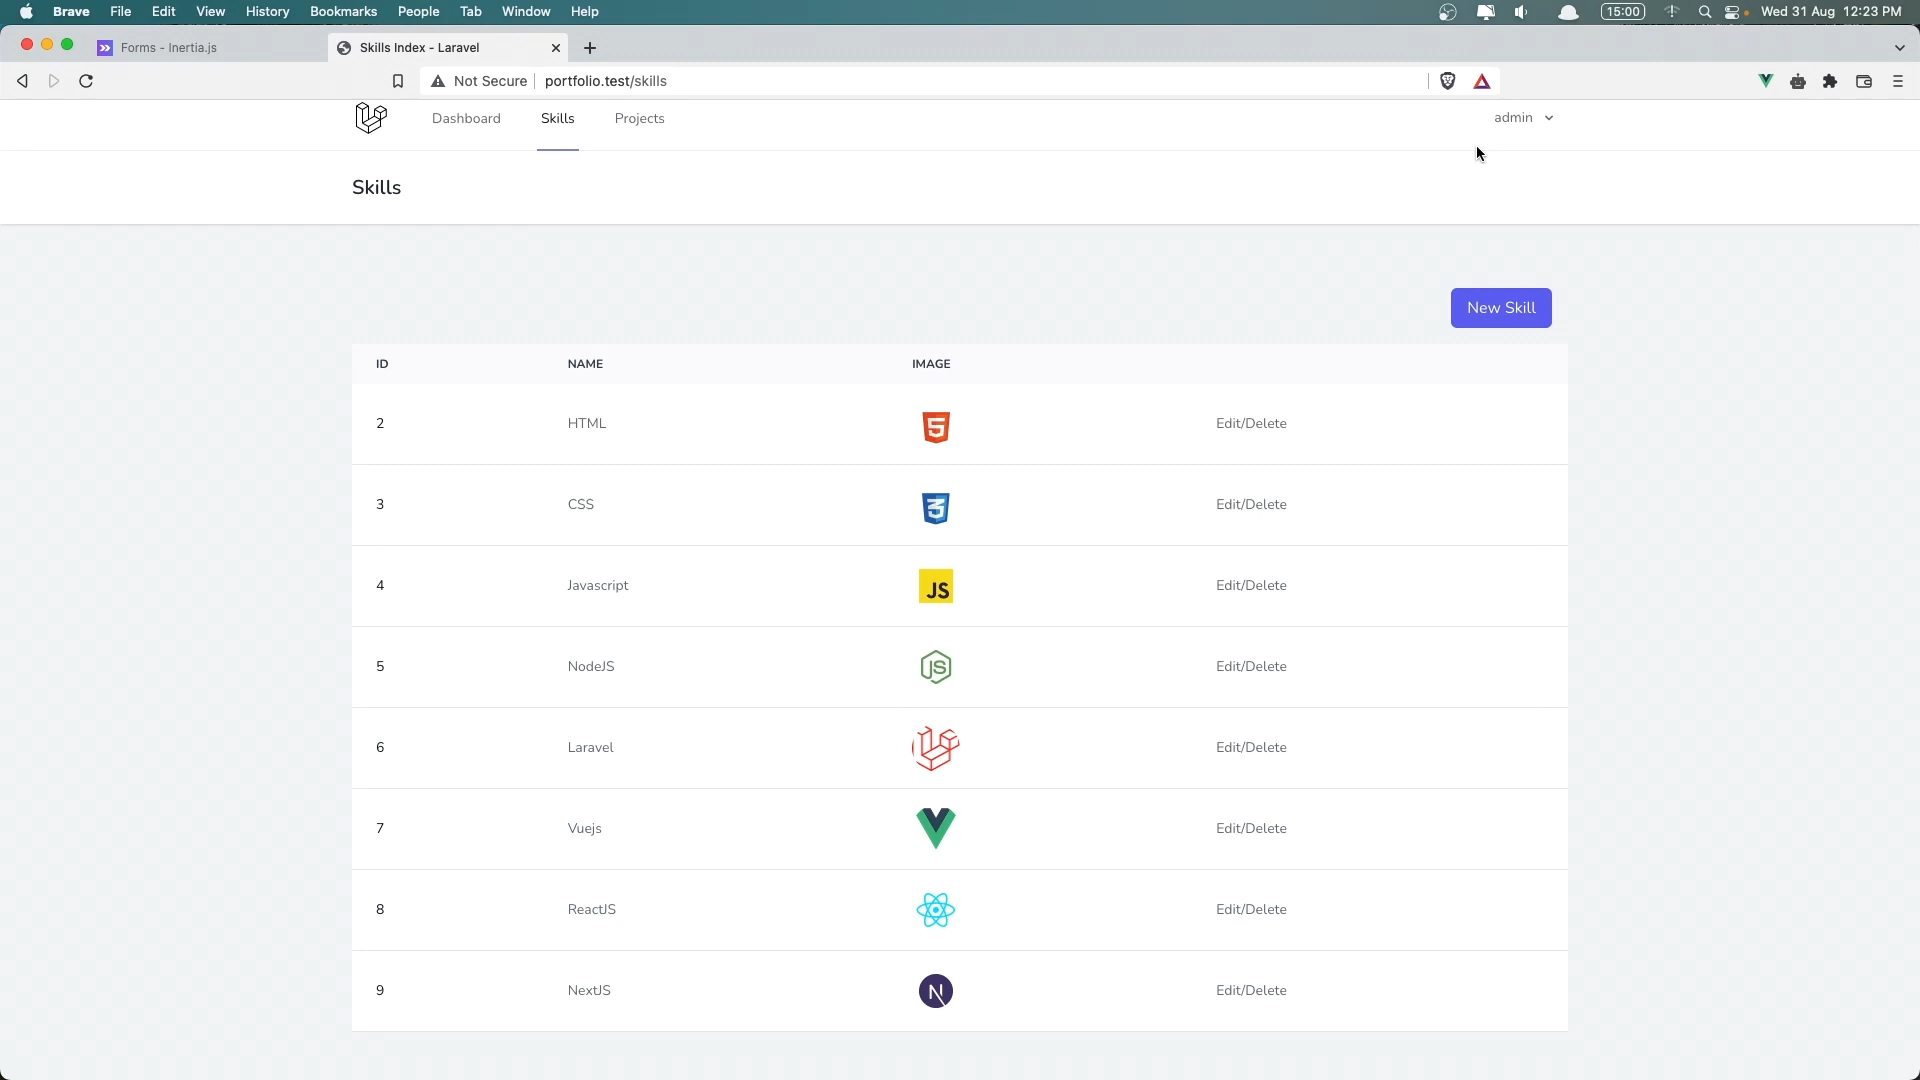 Brave File Edit View History Bookmarks People Tab Window Help 15:00 Wed 31 Aug 12:23 PM
Forms - Inertia.js Skills Index - Laravel
Not Secure portfolio.test/skills
Dashboard Skills Projects admin
Skills
New Skill
ID NAME IMAGE
2 HTML 5 Edit/Delete
3 CSS 3 Edit/Delete
4 Javascript JS Edit/Delete
5 NodeJS JS Edit/Delete
6 Laravel Edit/Delete
7 Vuejs Edit/Delete
8 ReactJS Edit/Delete
9 NextJS N Edit/Delete